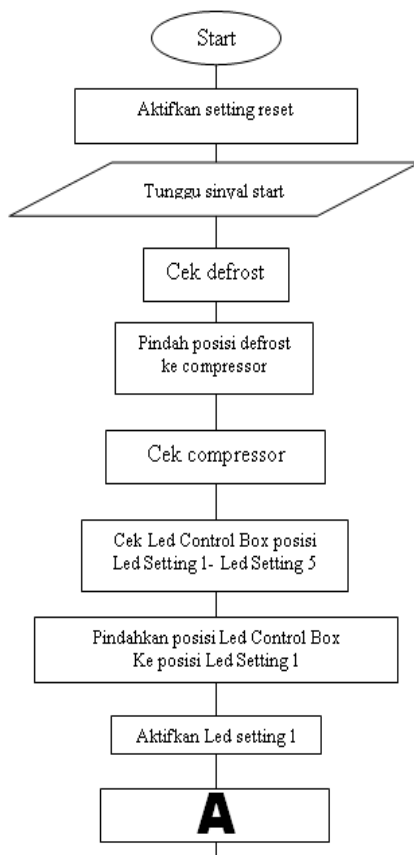 Start
Aktifkan setting reset
Tunggu sinyal start
Cek defrost
Pindah posisi defrost
ke compressor
Cek compressor
Cek Led Control Box posisi
Led Setting 1- Led Setting 5
Pindahkan posisi Led Control Box
Ke posisi Led Setting 1
Aktifkan Led setting 1
A